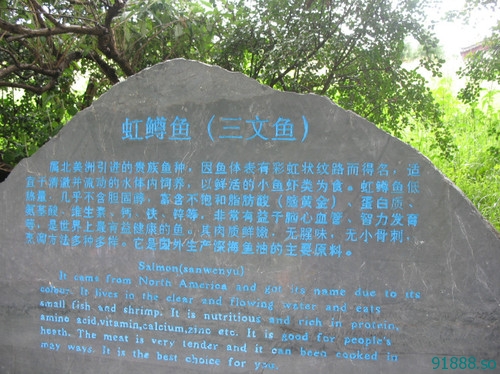 虹鳟鱼（三文鱼）
属北美洲引进的贵族鱼种，因鱼体表有彩虹状纹路而得名，适
宜于清澈并流动的水体内饲养，以鲜活的小鱼虾类为食。虹鳟鱼低
热量，几乎不含胆固醇，富含不饱和脂肪酸（脑黄金）、蛋白质、
氨基酸、维生素、钙、铁、锌等，非常有益于脑心血管、智力发育
等，是世界上最有益健康的鱼。其肉质鲜嫩，无腥味，无小骨刺，
烹调方法多种多样。它是国外生产深海鱼油的主要原料。
Salmon(sanwenyu)
It came from North America and got its name due to its
colour. It lives in the clear and flowing water and eats
small fish and shrimp. It is nutritious and rich in protein,
amino acid,vitamin,calcium,zino etc. It is good for people's
heath. The meat is very tender and it can been copked in
may ways. It is the best choice for you.
91888.so